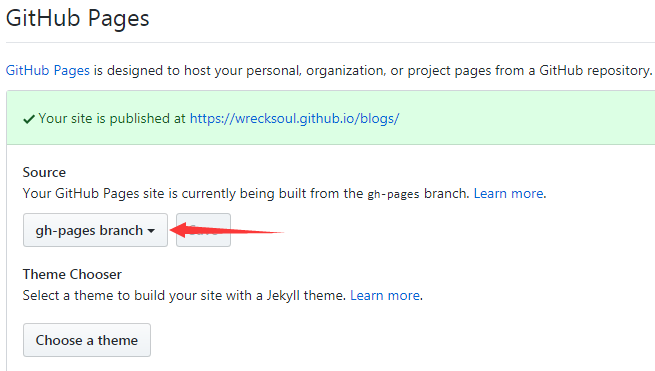 GitHub Pages
GitHub Pages is designed to host your personal, organization, or project pages from a GitHub repository.
Your site is published at https://wrecksoul.github.io/blogs/
Source
Your GitHub Pages site is currently being built from the gh-pages branch. Learn more.
gh-pages branch
Theme Chooser
Select a theme to build your site with a Jekyll theme. Learn more.
Choose a theme